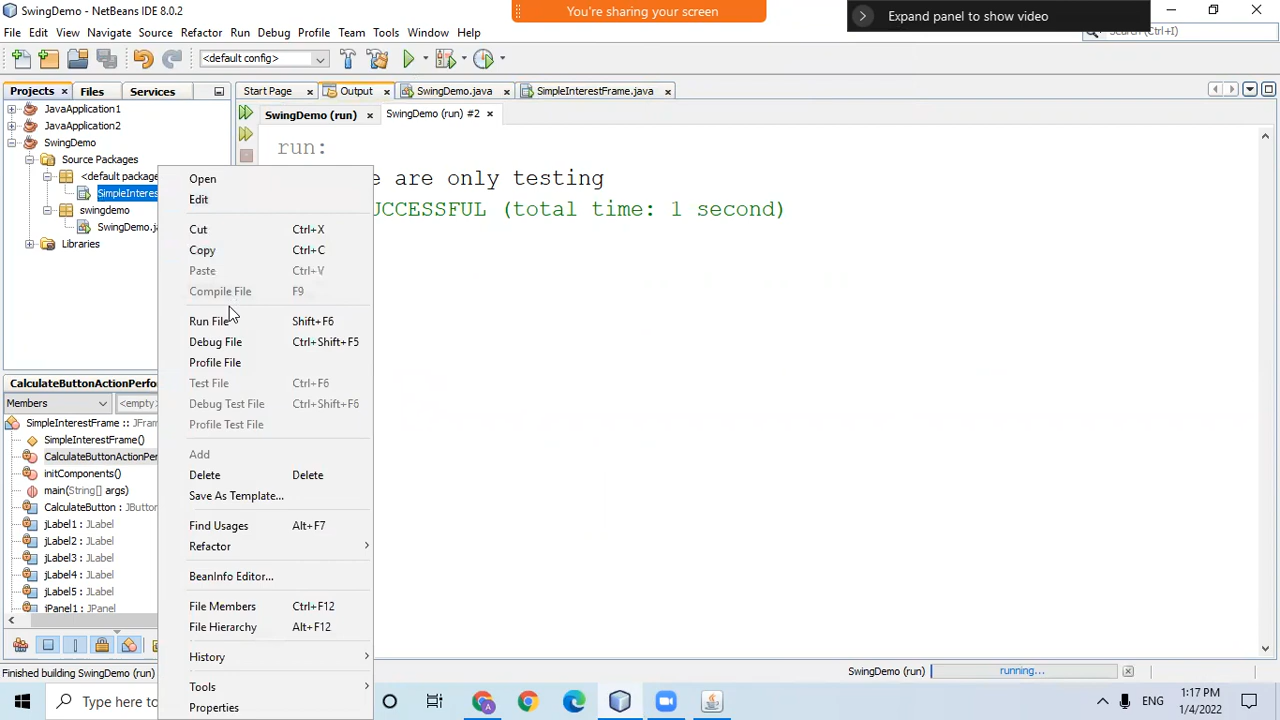 SwingDemo - NetBeans IDE 8.0.2
You're sharing your screen
Expand panel to show video
File Edit View Navigate Source Refactor Run Debug Profile Team Tools Window Help
Search (Ctrl+I)
<default config>
Projects Files Services
Start Page Output SwingDemo.java SimpleInterestFrame.java
JavaApplication1
JavaApplication2
SwingDemo
Source Packages
<default package
SimpleInteres
swingdemo
SwingDemo.j
Libraries
SwingDemo (run) SwingDemo (run) #2
run:
e are only testing
UCCESSFUL (total time: 1 second)
Open
Edit
Cut Ctrl+X
Copy Ctrl+C
Paste Ctrl+V
Compile File F9
Run File Shift+F6
Debug File Ctrl+Shift+F5
Profile File
Test File Ctrl+F6
Debug Test File Ctrl+Shift+F6
Profile Test File
Add
Delete Delete
Save As Template...
Find Usages Alt+F7
Refactor
BeanInfo Editor...
File Members Ctrl+F12
File Hierarchy Alt+F12
History
Tools
Properties
CalculateButtonActionPerfo
Members <empty>
SimpleInterestFrame :: JFram
SimpleInterestFrame()
CalculateButtonActionPer
initComponents()
main(String[] args)
CalculateButton : JButto
jLabel1 : JLabel
jLabel2 : JLabel
jLabel3 : JLabel
jLabel4 : JLabel
jLabel5 : JLabel
jPanel1 : JPanel
Finished building SwingDemo (run)
SwingDemo (run) running...
Type here to
ENG
1:17 PM
1/4/2022